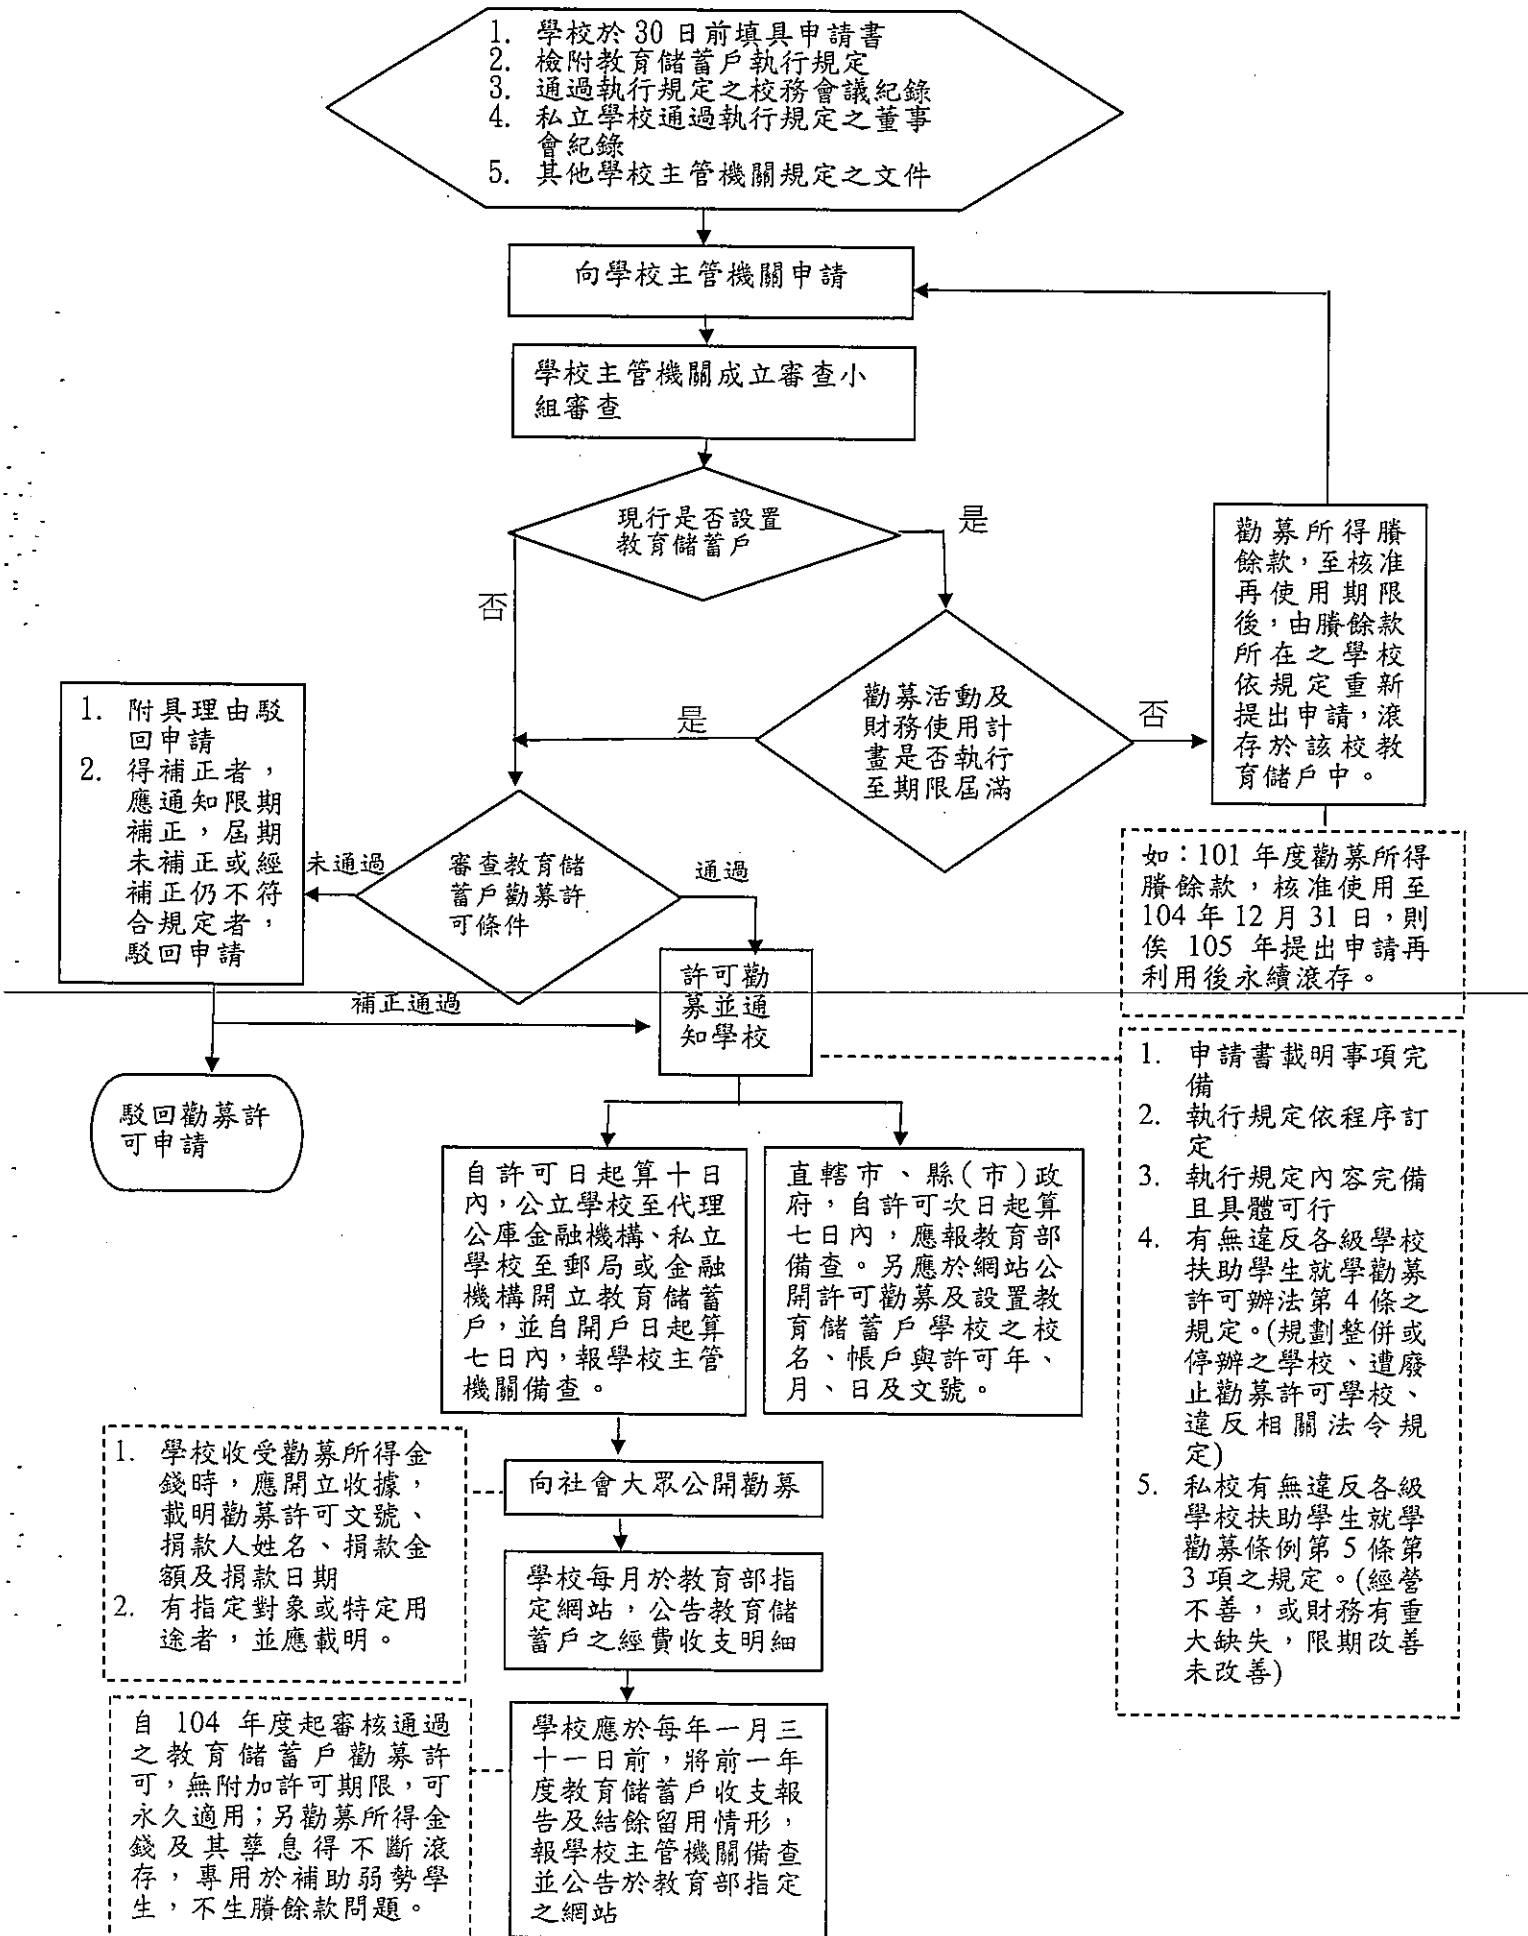 1. 學校於 30 日前填具申請書
2. 檢附教育儲蓄戶執行規定
3. 通過執行規定之校務會議紀錄
4. 私立學校通過執行規定之董事
會紀錄
5. 其他學校主管機關規定之文件
向學校主管機關申請
學校主管機關成立審查小
組審查
現行是否設置
教育儲蓄戶
是
否
勸募活動及
財務使用計
畫是否執行
至期限屆滿
是
否
勸募所得賸
餘款，至核准
再使用期限
後，由賸餘款
所在之學校
依規定重新
提出申請，滾
存於該校教
育儲戶中。
如：101 年度勸募所得
賸餘款，核准使用至
104 年 12 月 31 日，則
俟 105 年提出申請再
利用後永續滾存。
1. 附具理由駁
回申請
2. 得補正者，
應通知限期
補正，屆期
未補正或經
補正仍不符
合規定者，
駁回申請
未通過
審查教育儲
蓄戶勸募許
可條件
通過
許可勸
募並通
知學校
補正通過
駁回勸募許
可申請
1. 申請書載明事項完
備
2. 執行規定依程序訂
定
3. 執行規定內容完備
且具體可行
4. 有無違反各級學校
扶助學生就學勸募
許可辦法第 4 條之
規定。(規劃整併或
停辦之學校、遭廢
止勸募許可學校、
違反相關法令規
定)
5. 私校有無違反各級
學校扶助學生就學
勸募條例第 5 條第
3 項之規定。(經營
不善，或財務有重
大缺失，限期改善
未改善)
自許可日起算十日
內，公立學校至代理
公庫金融機構、私立
學校至郵局或金融
機構開立教育儲蓄
戶，並自開戶日起算
七日內，報學校主管
機關備查。
直轄市、縣(市)政
府，自許可次日起算
七日內，應報教育部
備查。另應於網站公
開許可勸募及設置教
育儲蓄戶學校之校
名、帳戶與許可年、
月、日及文號。
1. 學校收受勸募所得金
錢時，應開立收據，
載明勸募許可文號、
捐款人姓名、捐款金
額及捐款日期
2. 有指定對象或特定用
途者，並應載明。
向社會大眾公開勸募
學校每月於教育部指
定網站，公告教育儲
蓄戶之經費收支明細
自 104 年度起審核通過
之教育儲蓄戶勸募許
可，無附加許可期限，可
永久適用；另勸募所得金
錢及其孳息得不斷滾
存，專用於補助弱勢學
生，不生賸餘款問題。
學校應於每年一月三
十一日前，將前一年
度教育儲蓄戶收支報
告及結餘留用情形，
報學校主管機關備查
並公告於教育部指定
之網站